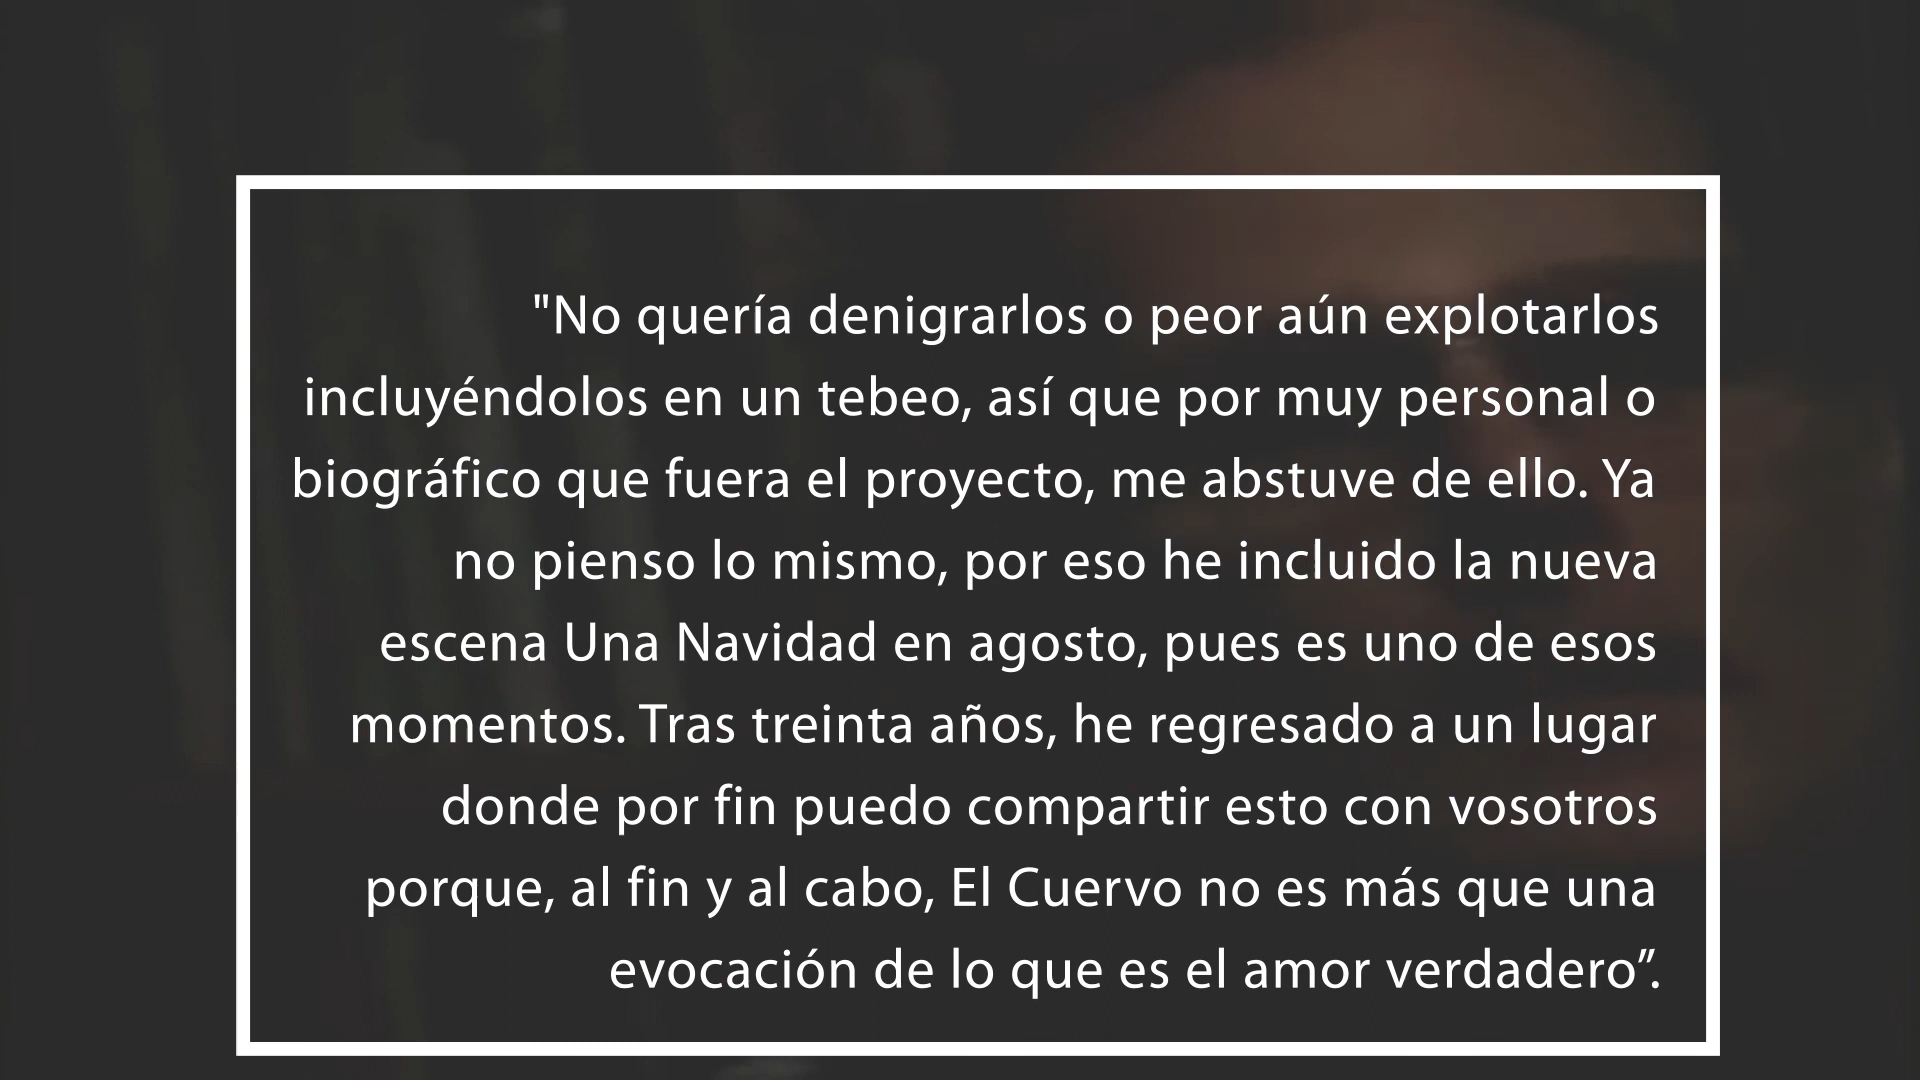 "No quería denigrarlos o peor aún explotarlos
incluyéndolos en un tebeo, así que por muy personal o
biográfico que fuera el proyecto, me abstuve de ello. Ya
no pienso lo mismo, por eso he incluido la nueva
escena Una Navidad en agosto, pues es uno de esos
momentos. Tras treinta años, he regresado a un lugar
donde por fin puedo compartir esto con vosotros
porque, al fin y al cabo, El Cuervo no es más que una
evocación de lo que es el amor verdadero”.